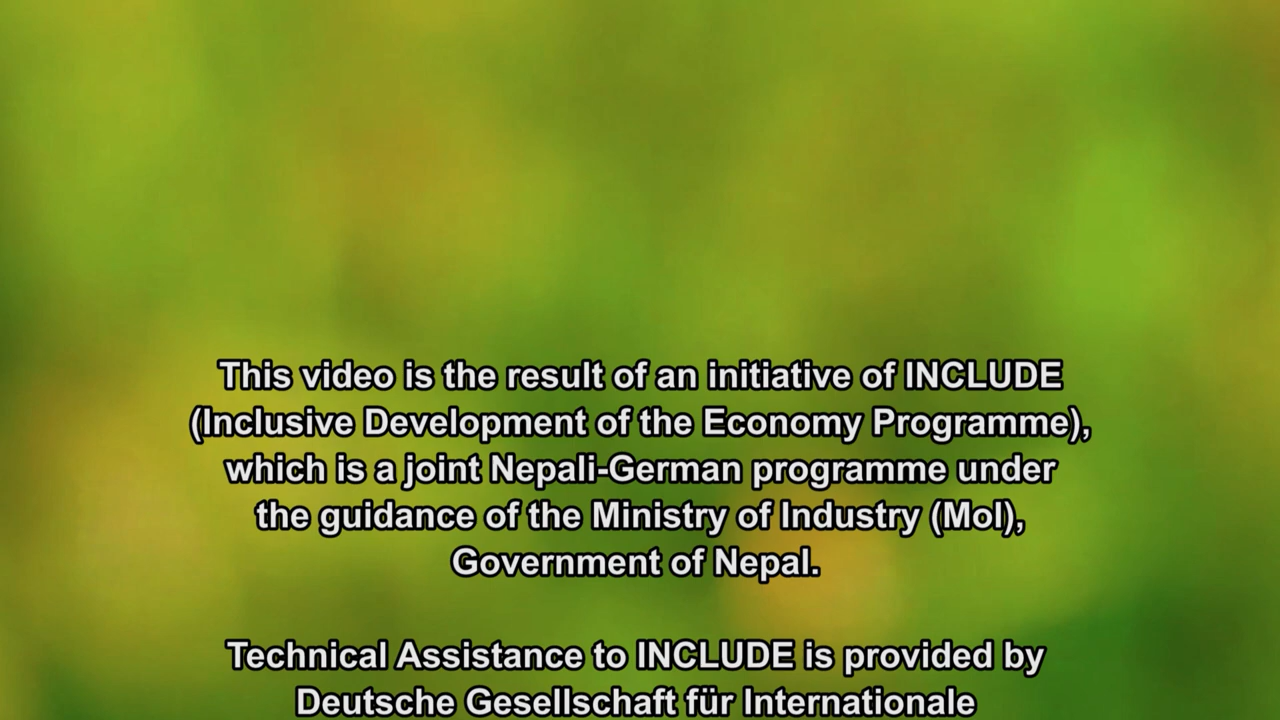 This video is the result of an initiative of INCLUDE
(Inclusive Development of the Economy Programme),
which is a joint Nepali-German programme under
the guidance of the Ministry of Industry (MoI),
Government of Nepal.
Technical Assistance to INCLUDE is provided by
Deutsche Gesellschaft für Internationale